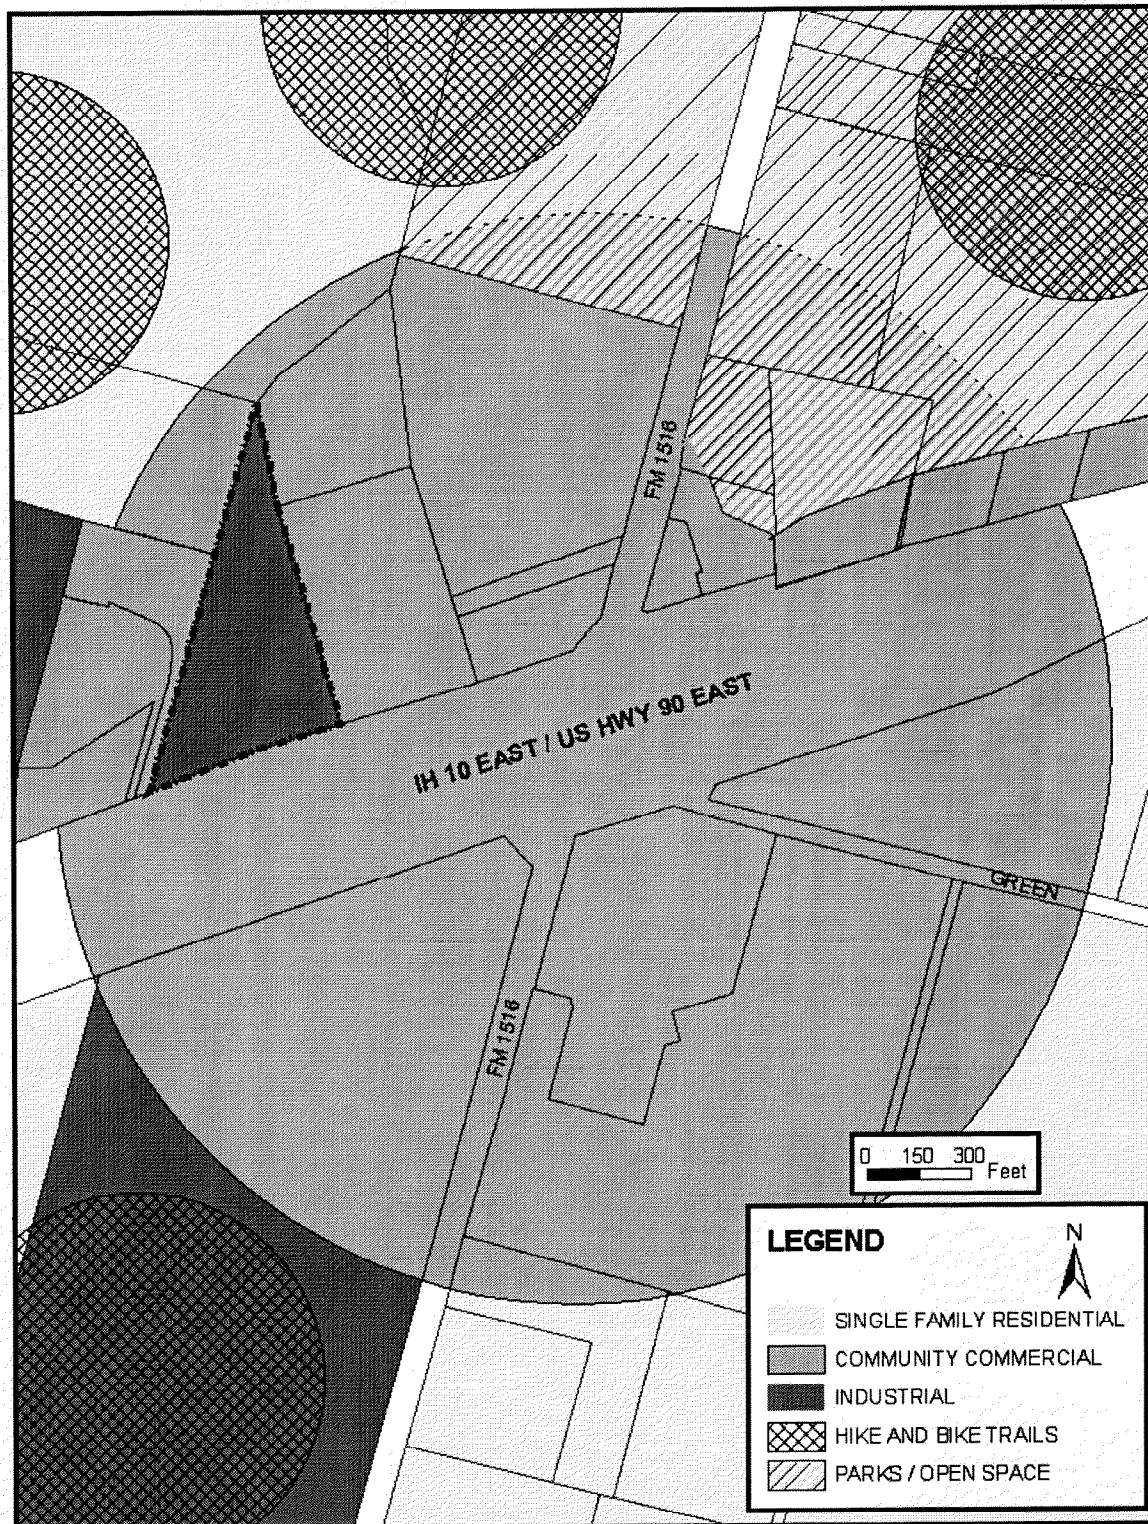 FM 1516
IH 10 EAST / US HWY 90 EAST
GREEN
FM 1516
0 150 300
Feet
LEGEND
N
SINGLE FAMILY RESIDENTIAL
COMMUNITY COMMERCIAL
INDUSTRIAL
HIKE AND BIKE TRAILS
PARKS / OPEN SPACE